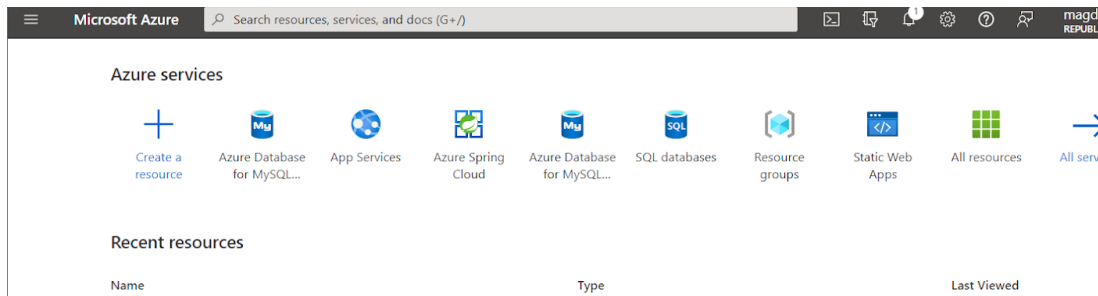 Microsoft Azure
Search resources, services, and docs (G+/)
1
magd
REPUBL
Azure services
Create a
resource
My
Azure Database
for MySQL...
App Services
Azure Spring
Cloud
My
Azure Database
for MySQL...
SQL
SQL databases
Resource
groups
Static Web
Apps
All resources
All serv
Recent resources
Name Type Last Viewed